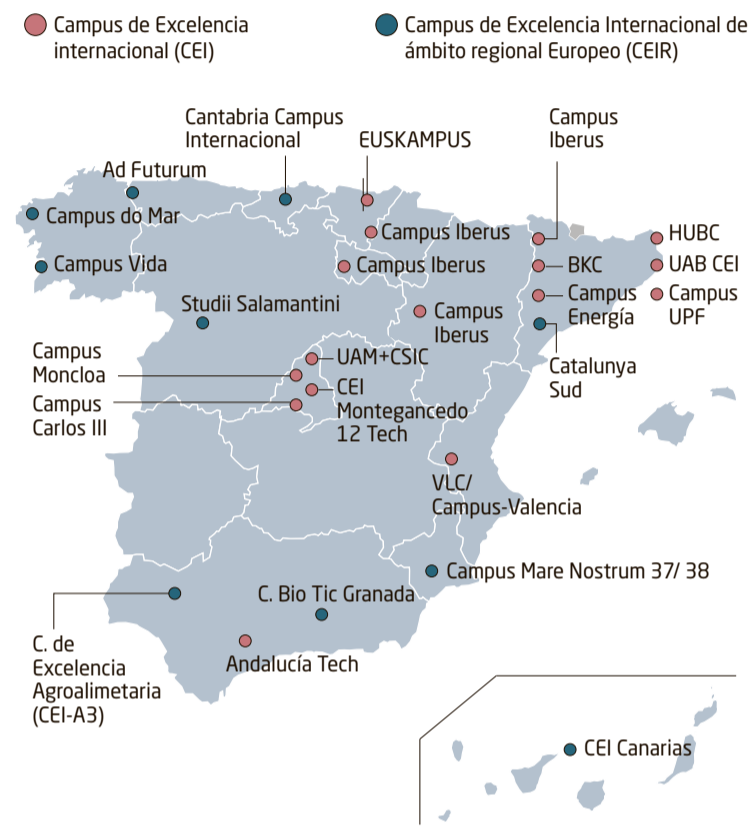 Campus de Excelencia
internacional (CEI)
Campus de Excelencia Internacional de
ámbito regional Europeo (CEIR)
Cantabria Campus
Internacional
EUSKAMPUS
Campus
Iberus
Ad Futurum
Campus do Mar
Campus Iberus
HUBC
Campus Vida
Campus Iberus
BKC
UAB CEI
Studii Salamantini
Campus
Iberus
Campus
Energía
Campus
UPF
Campus
Moncloa
UAM+CSIC
Catalunya
Sud
Campus
Carlos III
CEI
Montegancedo
12 Tech
VLC/
Campus-Valencia
Campus Mare Nostrum 37/ 38
C. Bio Tic Granada
C. de
Excelencia
Agroalimetaria
(CEI-A3)
Andalucía Tech
CEI Canarias